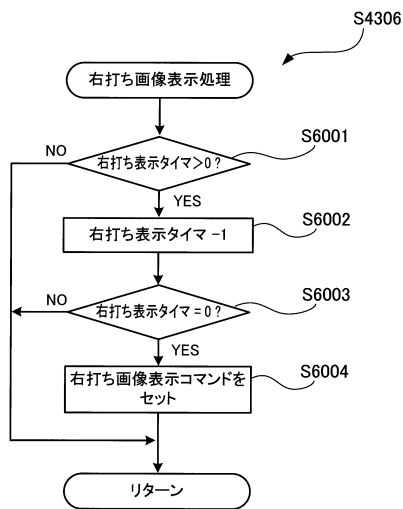 S4306
右打ち画像表示処理
S6001
右打ち表示タイマ>0？
NO
YES
S6002
右打ち表示タイマ -1
S6003
右打ち表示タイマ = 0？
NO
YES
S6004
右打ち画像表示コマンドを
セット
リターン